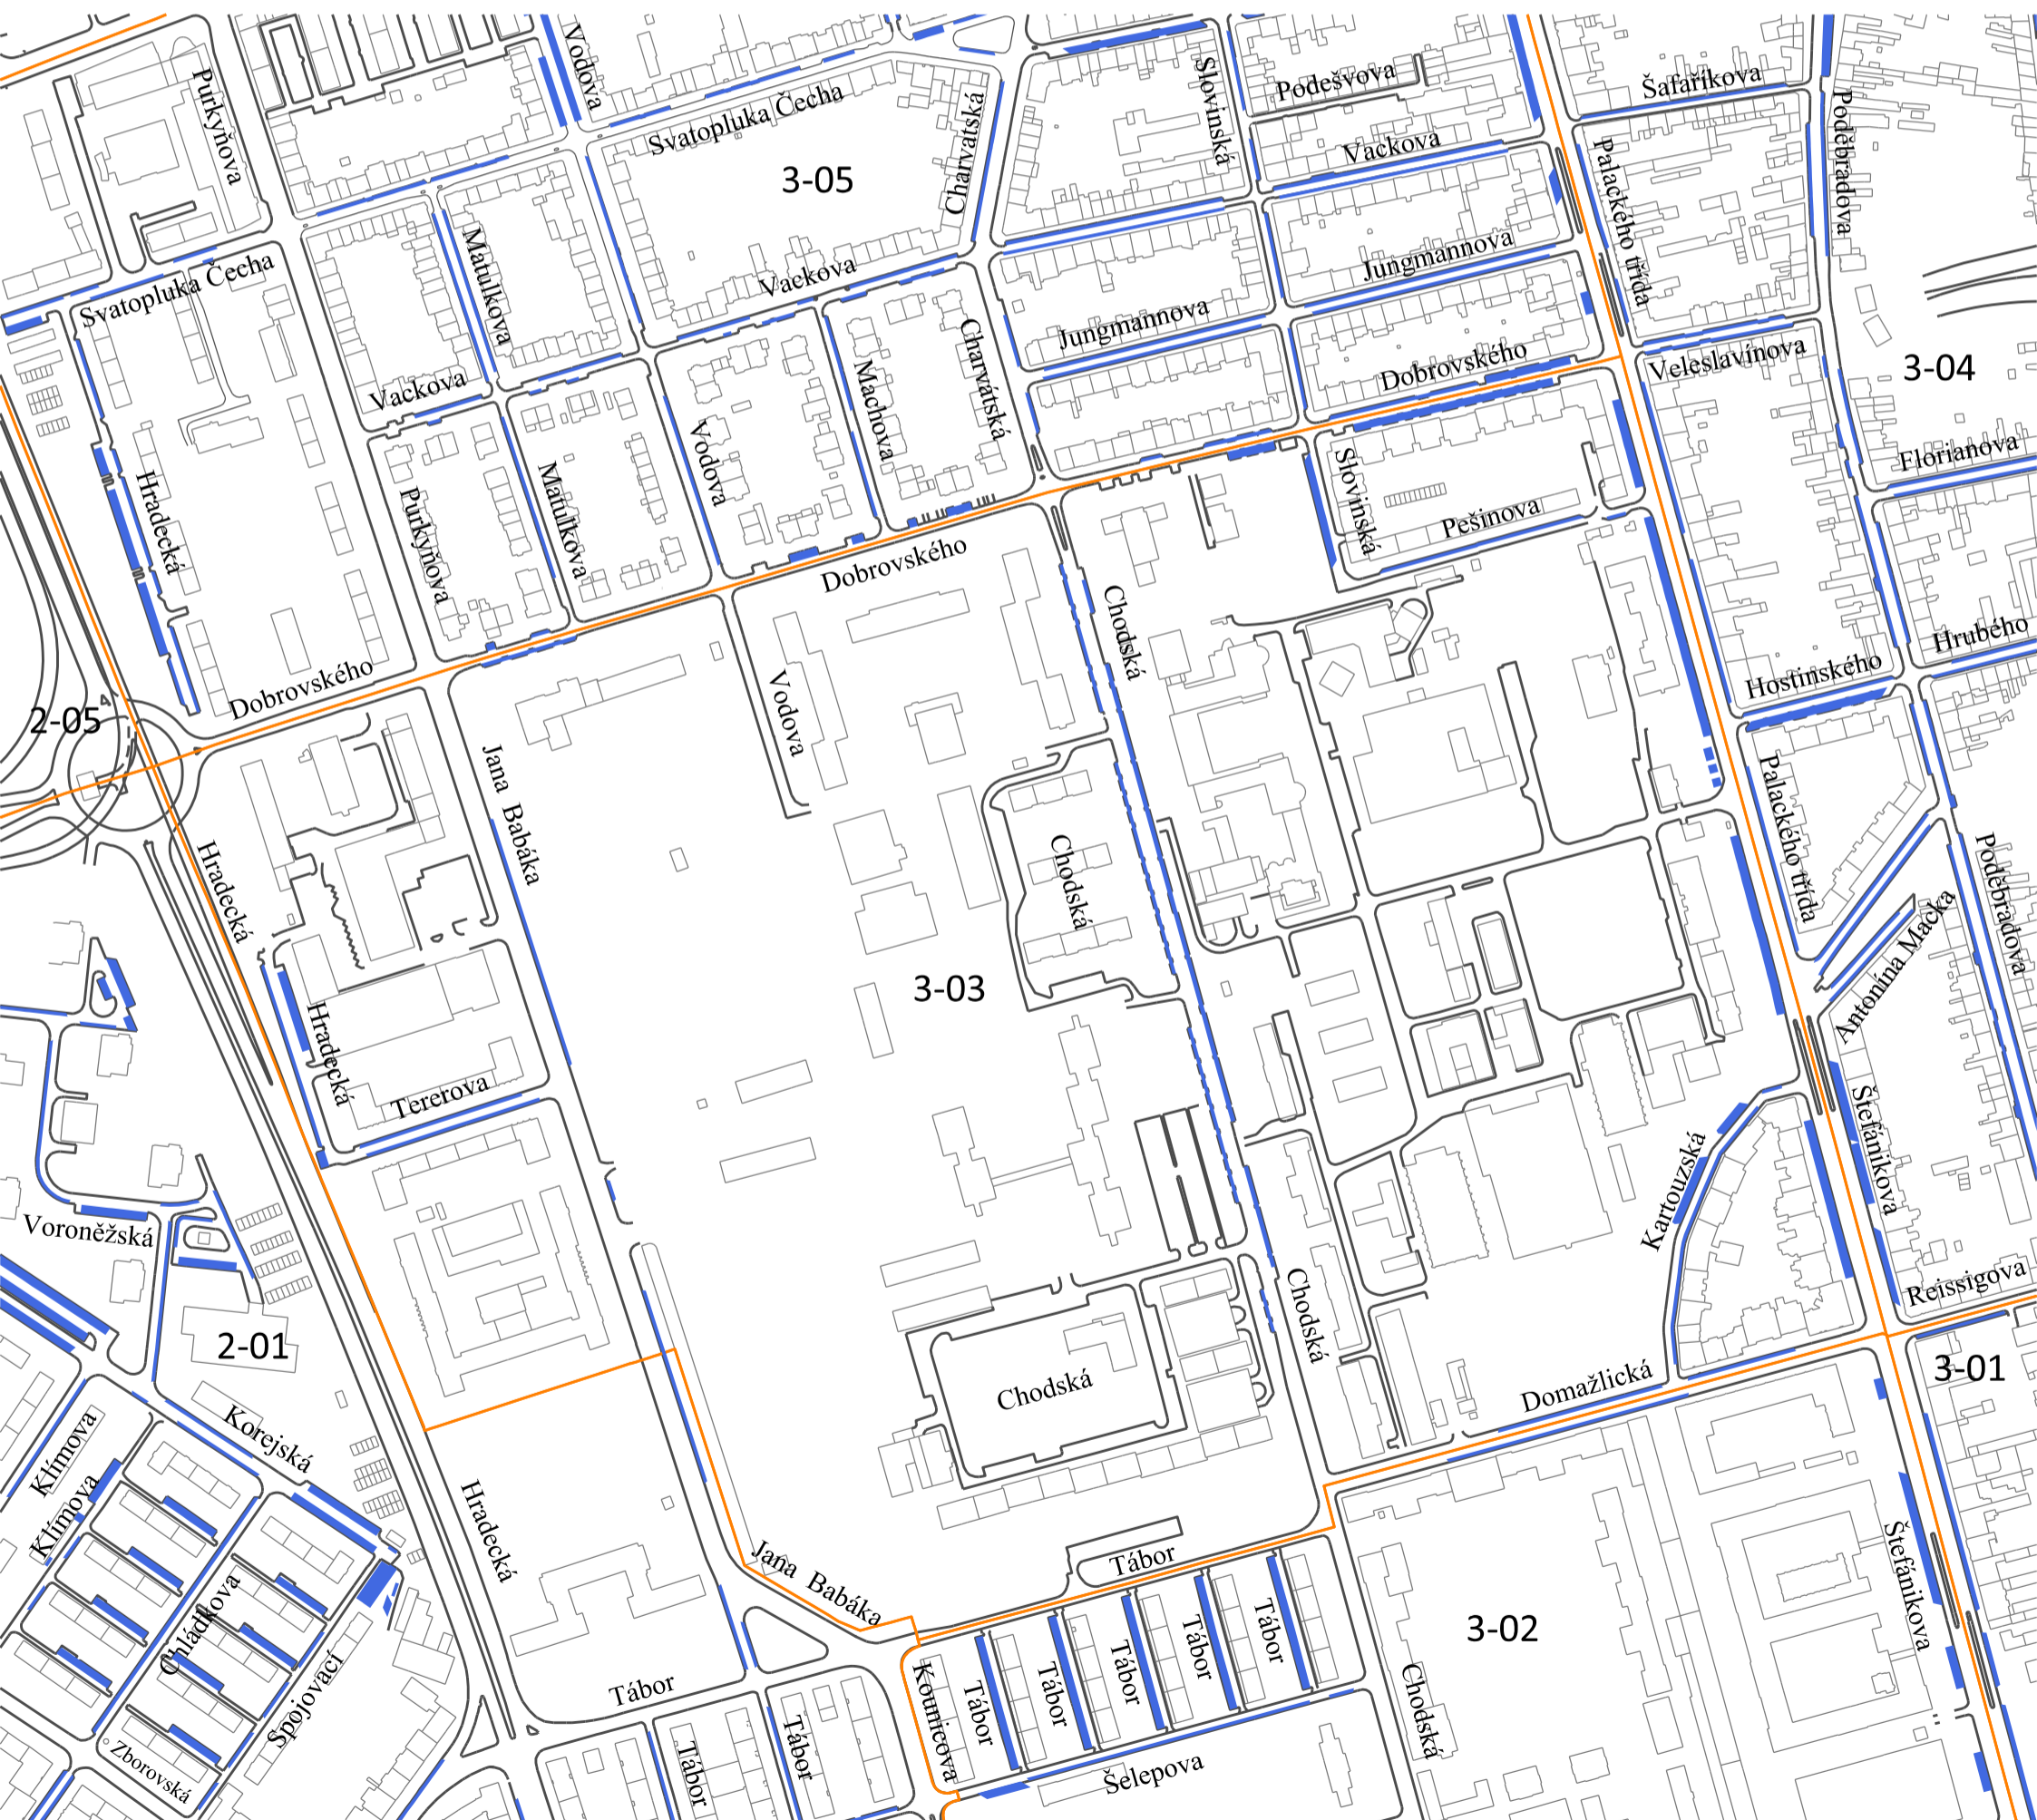 Vodova
Purkyňova
Svatopluka Čecha
Charvatská
Slovinská
Podešvova
Šafaříkova
Vackova
Poděbradova
Palackého třída
3-05
Svatopluka Čecha
Matulkova
Vackova
Jungmannova
Jungmannova
Veleslavínova
3-04
Vackova
Machova
Charvátská
Dobrovského
Hradecká
Purkyňova
Matulkova
Vodova
Slovinská
Pešinova
Florianova
Dobrovského
Chodská
Hrubého
Hostinského
2-05
Dobrovského
Vodova
Jana Babáka
Palackého třída
Hradecká
Chodská
Poděbradova
Antonína Macka
3-03
Hradecká
Tererova
Štefánikova
Kartouzská
Voroněžská
2-01
Chodská
Reissigova
3-01
Chodská
Domažlická
Korejská
Klímova
Klímova
Hradecká
Jana Babáka
Tábor
Štefánikova
Chládkova
Spojovací
Zborovská
3-02
Tábor
Kounicova
Tábor
Tábor
Tábor
Tábor
Tábor
Chodská
Tábor
Tábor
Šelepova